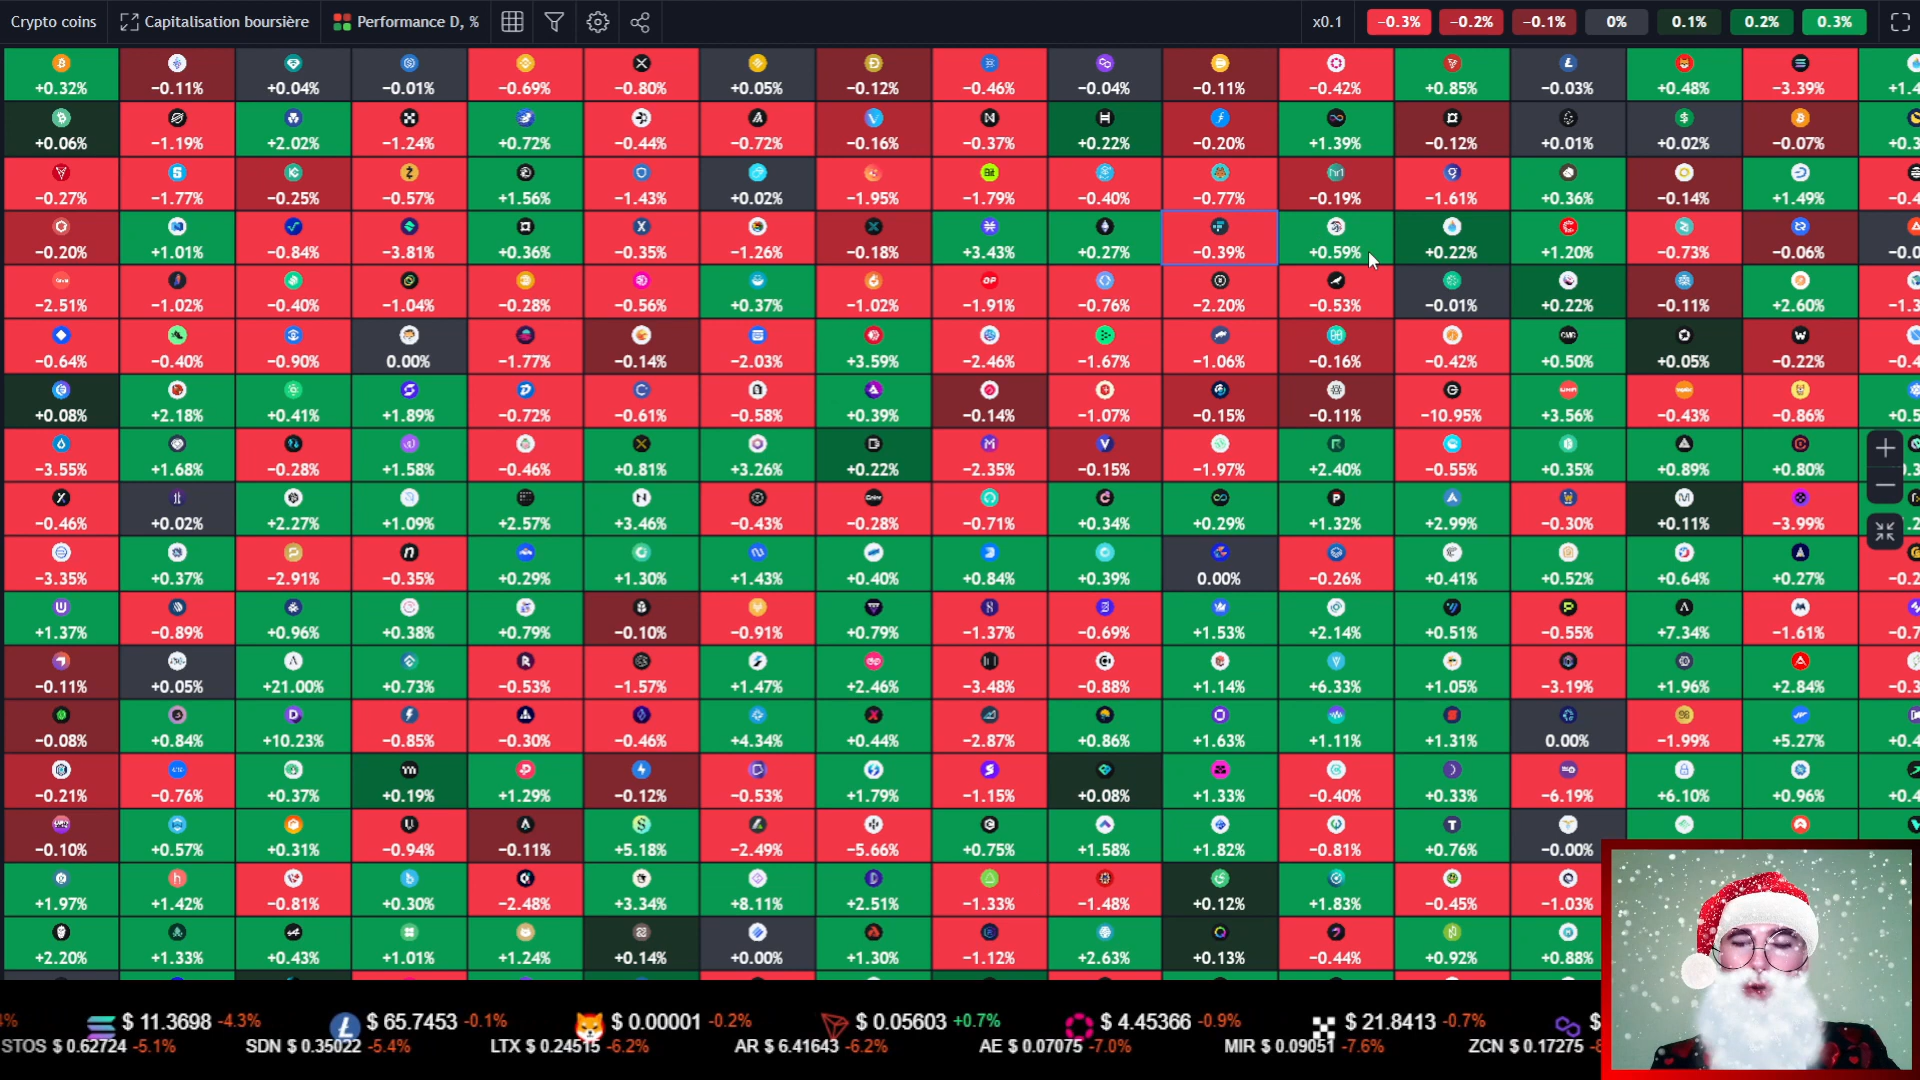 Crypto coins Capitalisation boursière Performance D, % x0.1 −0.3% −0.2% −0.1% 0% 0.1% 0.2% 0.3%
+0.32% −0.11% +0.04% −0.01% −0.69% −0.80% +0.05% −0.12% −0.46% −0.04% −0.11% −0.42% +0.85% −0.03% +0.48% −3.39% +1.4
+0.06% −1.19% +2.02% −1.24% +0.72% −0.44% −0.72% −0.16% −0.37% +0.22% −0.20% +1.39% −0.12% +0.01% +0.02% −0.07% +0.3
−0.27% −1.77% −0.25% −0.57% +1.56% −1.43% +0.02% −1.95% −1.79% −0.40% −0.77% −0.19% −1.61% +0.36% −0.14% +1.49% −0.4
−0.20% +1.01% −0.84% −3.81% +0.36% −0.35% −1.26% −0.18% +3.43% +0.27% −0.39% +0.59% +0.22% +1.20% −0.73% −0.06% −0.0
−2.51% −1.02% −0.40% −1.04% −0.28% −0.56% +0.37% −1.02% −1.91% −0.76% −2.20% −0.53% −0.01% +0.22% −0.11% +2.60% −1.3
−0.64% −0.40% −0.90% 0.00% −1.77% −0.14% −2.03% +3.59% −2.46% −1.67% −1.06% −0.16% −0.42% +0.50% +0.05% −0.22% −0.4
+0.08% +2.18% +0.41% +1.89% −0.72% −0.61% −0.58% +0.39% −0.14% −1.07% −0.15% −0.11% −10.95% +3.56% −0.43% −0.86% +0.5
−3.55% +1.68% −0.28% +1.58% −0.46% +0.81% +3.26% +0.22% −2.35% −0.15% −1.97% +2.40% −0.55% +0.35% +0.89% +0.80%
−0.46% +0.02% +2.27% +1.09% +2.57% +3.46% −0.43% −0.28% −0.71% +0.34% +0.29% +1.32% +2.99% −0.30% +0.11% −3.99%
−3.35% +0.37% −2.91% −0.35% +0.29% +1.30% +1.43% +0.40% +0.84% +0.39% 0.00% −0.26% +0.41% +0.52% +0.64% +0.27% −0.2
+1.37% −0.89% +0.96% +0.38% +0.79% −0.10% −0.91% +0.79% −1.37% −0.69% +1.53% +2.14% +0.51% −0.55% +7.34% −1.61% −0.7
−0.11% +0.05% +21.00% +0.73% −0.53% −1.57% +1.47% +2.46% −3.48% −0.88% +1.14% +6.33% +1.05% −3.19% +1.96% +2.84% −0.3
−0.08% +0.84% +10.23% −0.85% −0.30% −0.46% +4.34% +0.44% −2.87% +0.86% +1.63% +1.11% +1.31% 0.00% −1.99% +5.27% +0.4
−0.21% −0.76% +0.37% +0.19% +1.29% −0.12% −0.53% +1.79% −1.15% +0.08% +1.33% −0.40% +0.33% −6.19% +6.10% +0.96% +0.4
−0.10% +0.57% +0.31% −0.94% −0.11% +5.18% −2.49% −5.66% +0.75% +1.58% +1.82% −0.81% +0.76% −0.00%
+1.97% +1.42% −0.81% +0.30% −2.48% +3.34% +8.11% +2.51% −1.33% −1.48% +0.12% +1.83% −0.45% −1.03%
+2.20% +1.33% +0.43% +1.01% +1.24% +0.14% +0.00% +1.30% −1.12% +2.63% +0.13% −0.44% +0.92% +0.88%
4% $ 11.3698 -4.3% $ 65.7453 -0.1% $ 0.00001 -0.2% $ 0.05603 +0.7% $ 4.45366 -0.9% $ 21.8413 -0.7% $
STOS $ 0.62724 -5.1% SDN $ 0.35022 -5.4% LTX $ 0.24515 -6.2% AR $ 6.41643 -6.2% AE $ 0.07075 -7.0% MIR $ 0.09051 -7.6% ZCN $ 0.17275